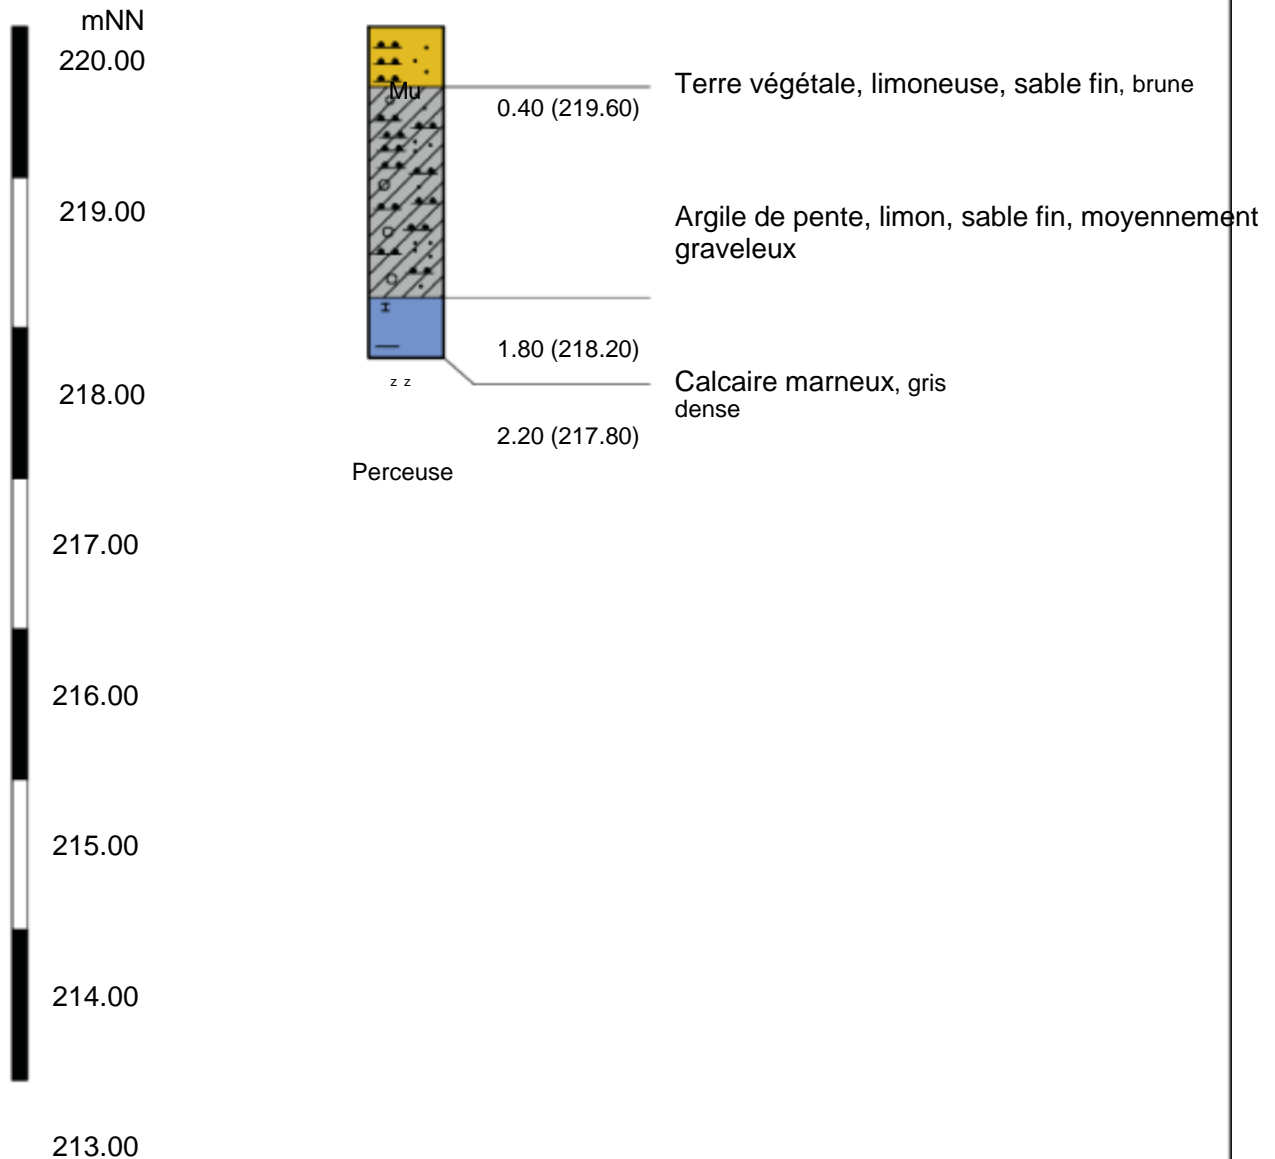 mNN
220.00
Mu
Terre végétale, limoneuse, sable fin, brune
0.40 (219.60)
219.00
Argile de pente, limon, sable fin, moyennement
graveleux
1.80 (218.20)
z z
Calcaire marneux, gris
218.00
dense
2.20 (217.80)
Perceuse
217.00
216.00
215.00
214.00
213.00